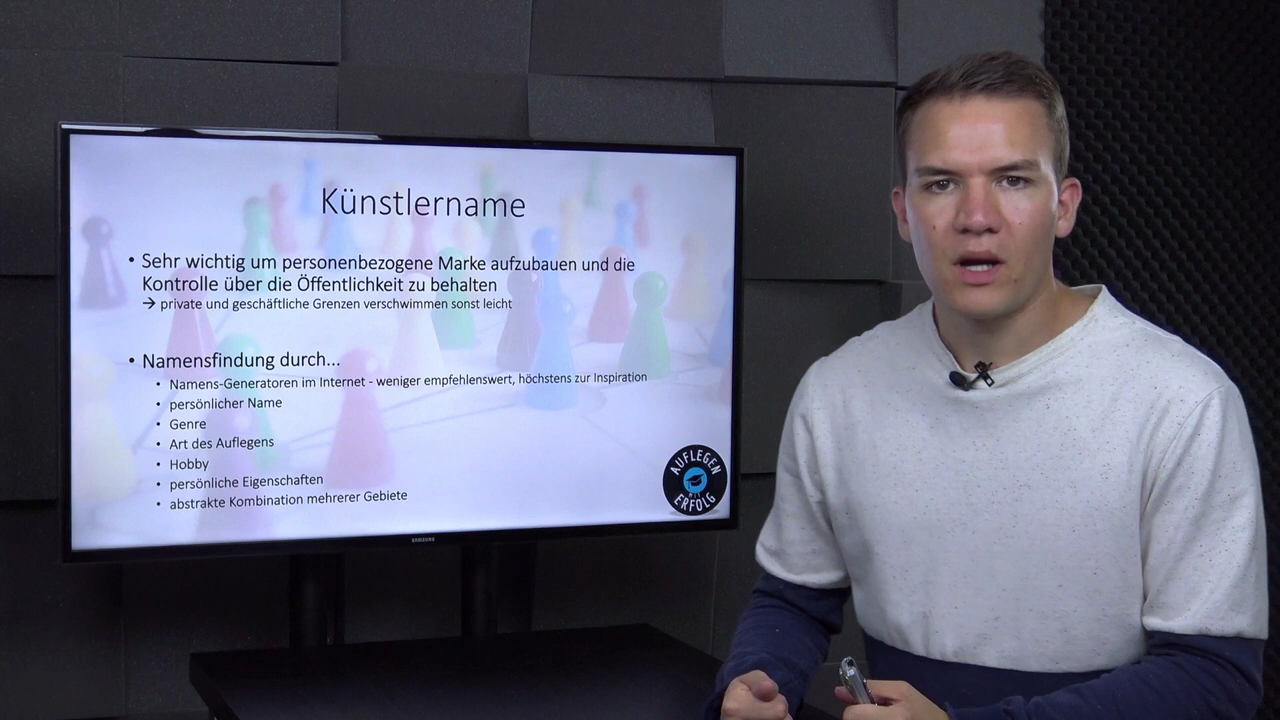 Künstlername
• Sehr wichtig um personenbezogene Marke aufzubauen und die
Kontrolle über die Öffentlichkeit zu behalten
→ private und geschäftliche Grenzen verschwimmen sonst leicht
• Namensfindung durch...
• Namens-Generatoren im Internet - weniger empfehlenswert, höchstens zur Inspiration
• persönlicher Name
• Genre
• Art des Auflegens
• Hobby
• persönliche Eigenschaften
• abstrakte Kombination mehrerer Gebiete
AUFLEGEN
MIT
ERFOLG
SAMSUNG